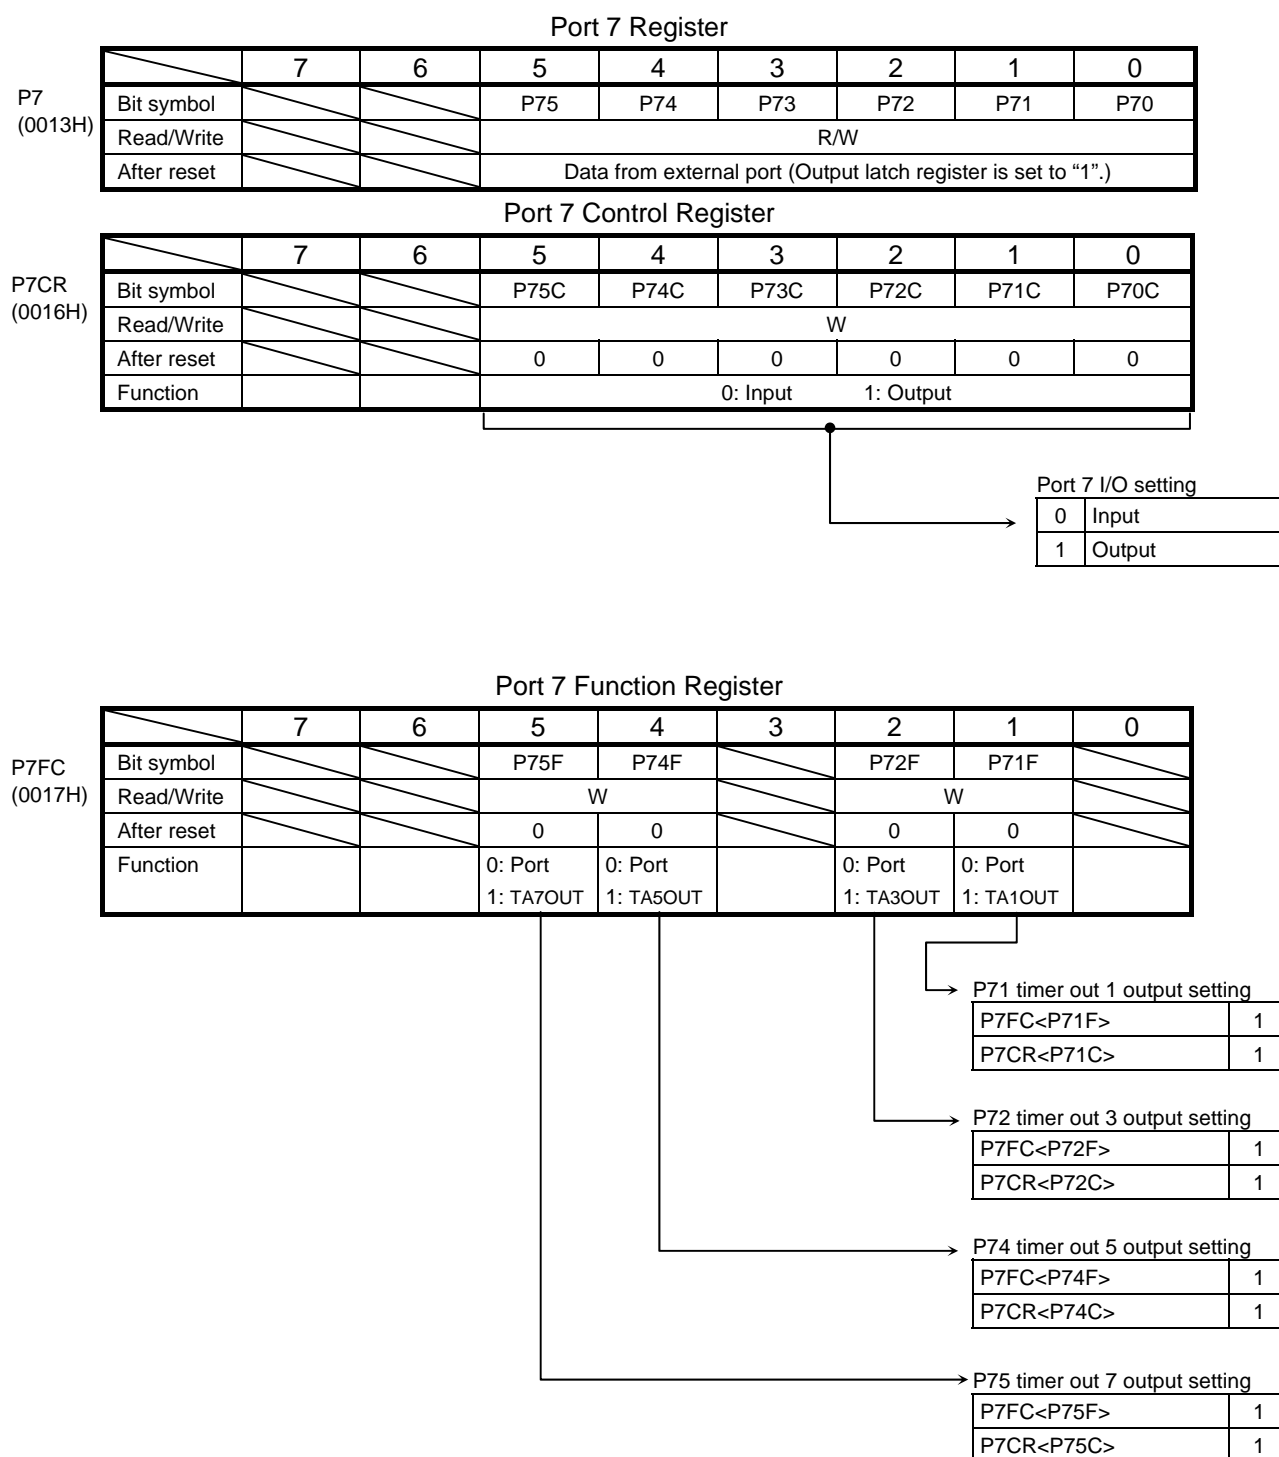 Port 7 Register
7 6 5 4 3 2 1 0
P7
(0013H)
Bit symbol P75 P74 P73 P72 P71 P70
Read/Write R/W
After reset Data from external port (Output latch register is set to “1”.)
Port 7 Control Register
7 6 5 4 3 2 1 0
P7CR
(0016H)
Bit symbol P75C P74C P73C P72C P71C P70C
Read/Write W
After reset 0 0 0 0 0 0
Function 0: Input 1: Output
Port 7 I/O setting
0 Input
1 Output
Port 7 Function Register
7 6 5 4 3 2 1 0
P7FC
(0017H)
Bit symbol P75F P74F P72F P71F
Read/Write W W
After reset 0 0 0 0
Function 0: Port 0: Port 0: Port 0: Port
1: TA7OUT 1: TA5OUT 1: TA3OUT 1: TA1OUT
P71 timer out 1 output setting
P7FC<P71F> 1
P7CR<P71C> 1
P72 timer out 3 output setting
P7FC<P72F> 1
P7CR<P72C> 1
P74 timer out 5 output setting
P7FC<P74F> 1
P7CR<P74C> 1
P75 timer out 7 output setting
P7FC<P75F> 1
P7CR<P75C> 1